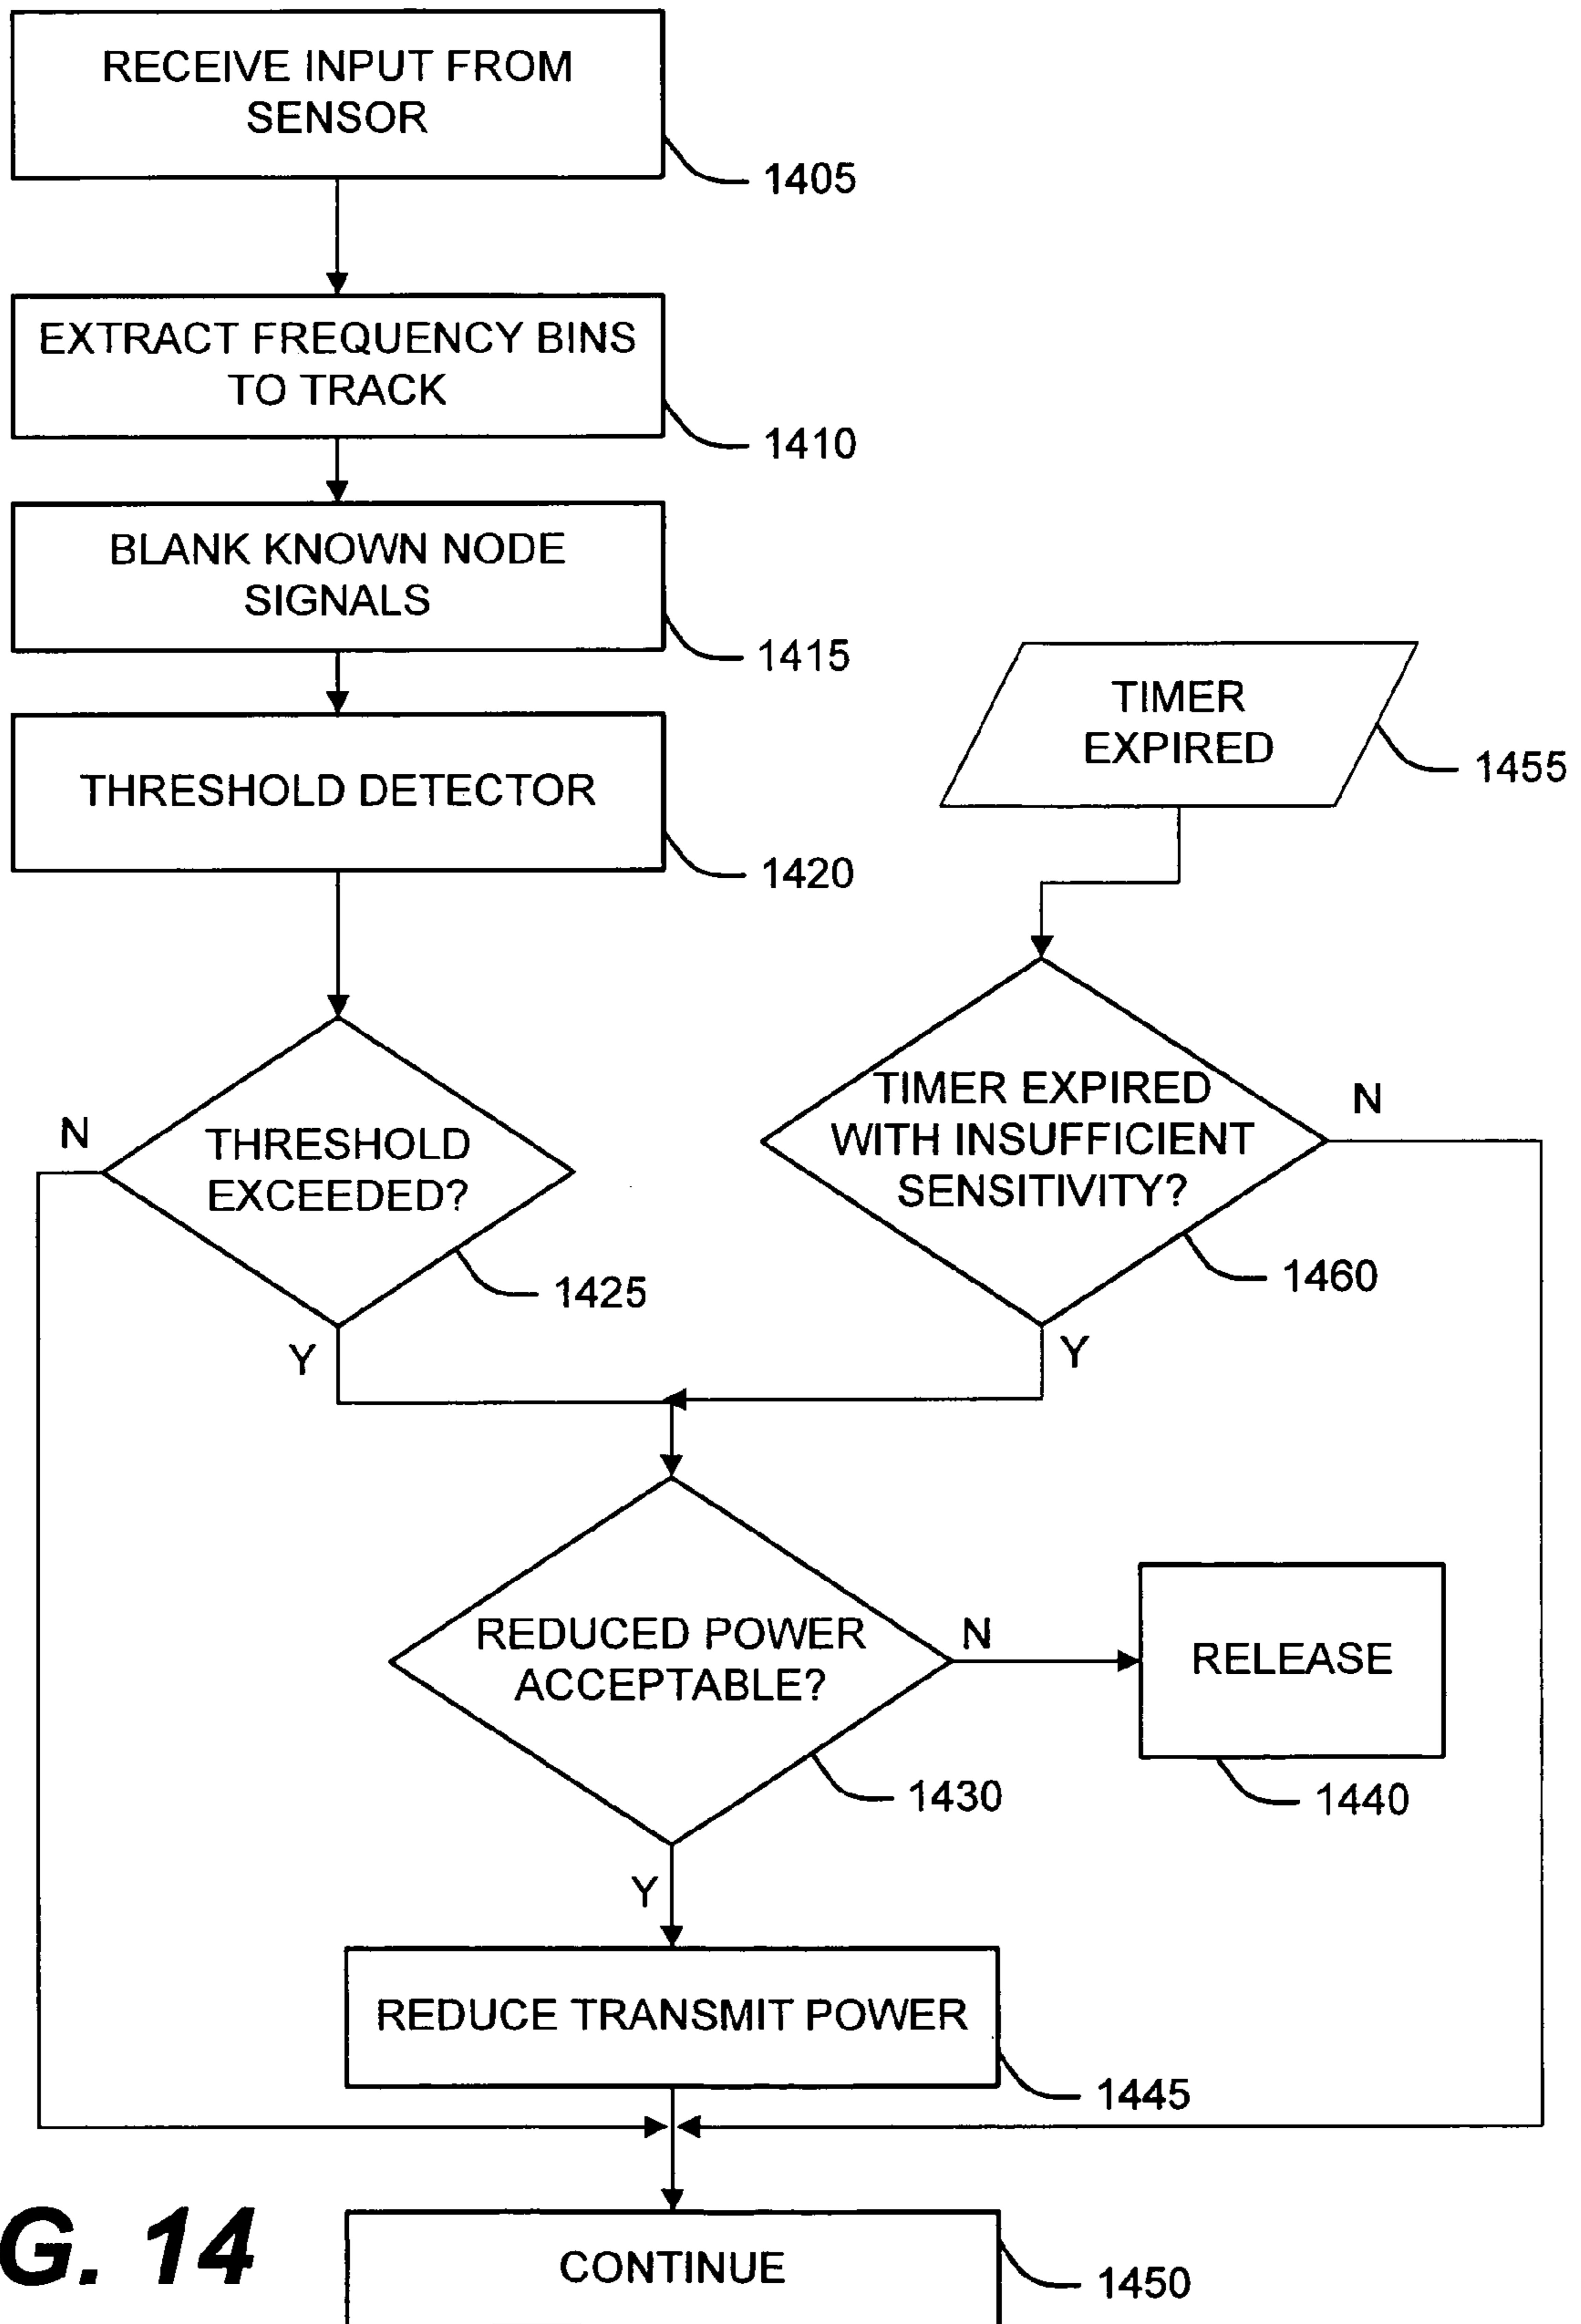 RECEIVE INPUT FROM
SENSOR
1405
EXTRACT FREQUENCY BINS
TO TRACK
1410
BLANK KNOWN NODE
SIGNALS
1415
THRESHOLD DETECTOR
1420
TIMER
EXPIRED
1455
THRESHOLD
EXCEEDED?
1425
N
Y
TIMER EXPIRED
WITH INSUFFICIENT
SENSITIVITY?
1460
N
Y
REDUCED POWER
ACCEPTABLE?
1430
N
RELEASE
1440
Y
REDUCE TRANSMIT POWER
1445
CONTINUE
1450
G. 14